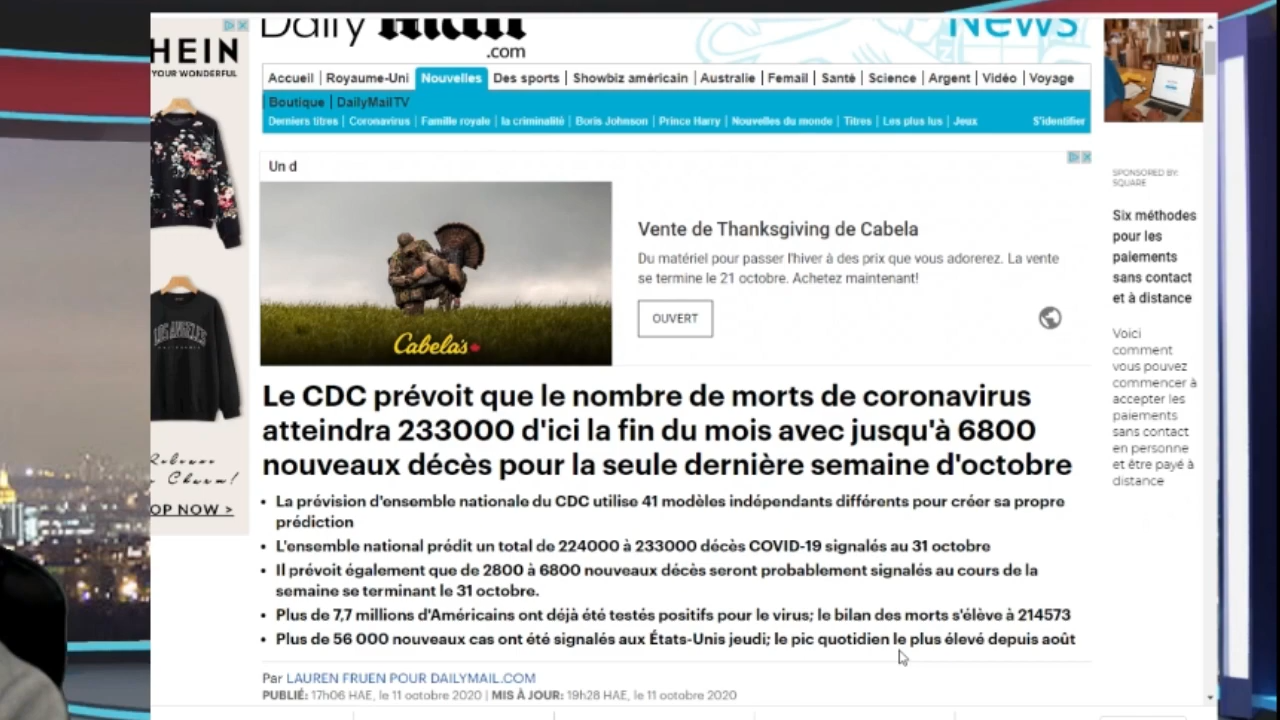 HEIN
YOUR WONDERFUL
LOS ANGELES
OP NOW >
Daily Mail
.com
News
Accueil | Royaume-Uni | Nouvelles | Des sports | Showbiz américain | Australie | Femail | Santé | Science | Argent | Vidéo | Voyage
Boutique | DailyMailTV
Derniers titres | Coronavirus | Famille royale | la criminalité | Boris Johnson | Prince Harry | Nouvelles du monde | Titres | Les plus lus | Jeux S'identifier
Un d
Cabela's
Vente de Thanksgiving de Cabela
Du matériel pour passer l'hiver à des prix que vous adorerez. La vente
se termine le 21 octobre. Achetez maintenant!
OUVERT
Le CDC prévoit que le nombre de morts de coronavirus
atteindra 233000 d'ici la fin du mois avec jusqu'à 6800
nouveaux décès pour la seule dernière semaine d'octobre
• La prévision d'ensemble nationale du CDC utilise 41 modèles indépendants différents pour créer sa propre
prédiction
• L'ensemble national prédit un total de 224000 à 233000 décès COVID-19 signalés au 31 octobre
• Il prévoit également que de 2800 à 6800 nouveaux décès seront probablement signalés au cours de la
semaine se terminant le 31 octobre.
• Plus de 7,7 millions d'Américains ont déjà été testés positifs pour le virus; le bilan des morts s'élève à 214573
• Plus de 56 000 nouveaux cas ont été signalés aux États-Unis jeudi; le pic quotidien le plus élevé depuis août
Par LAUREN FRUEN POUR DAILYMAIL.COM
PUBLIÉ: 17h06 HAE, le 11 octobre 2020 | MIS À JOUR: 19h28 HAE, le 11 octobre 2020
SPONSORED BY:
SQUARE
Six méthodes
pour les
paiements
sans contact
et à distance
Voici
comment
vous pouvez
commencer à
accepter les
paiements
sans contact
en personne
et être payé à
distance